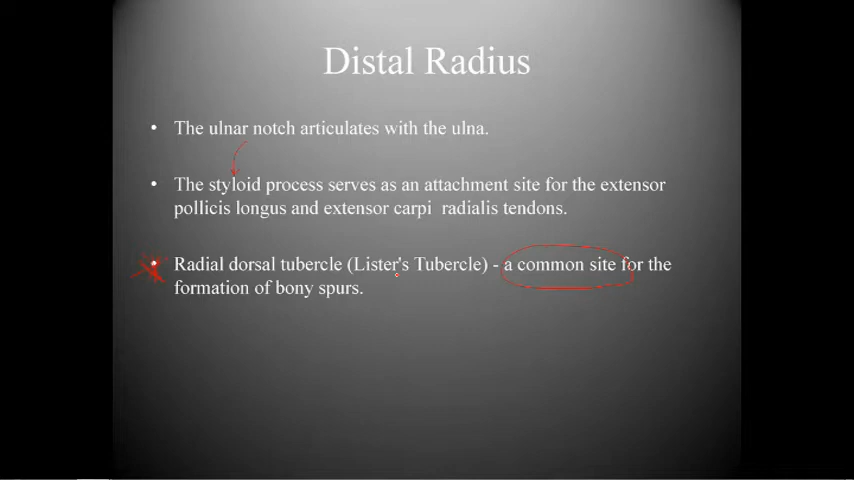 Distal Radius
• The ulnar notch articulates with the ulna.
• The styloid process serves as an attachment site for the extensor
pollicis longus and extensor carpi radialis tendons.
• Radial dorsal tubercle (Lister's Tubercle) - a common site for the
formation of bony spurs.